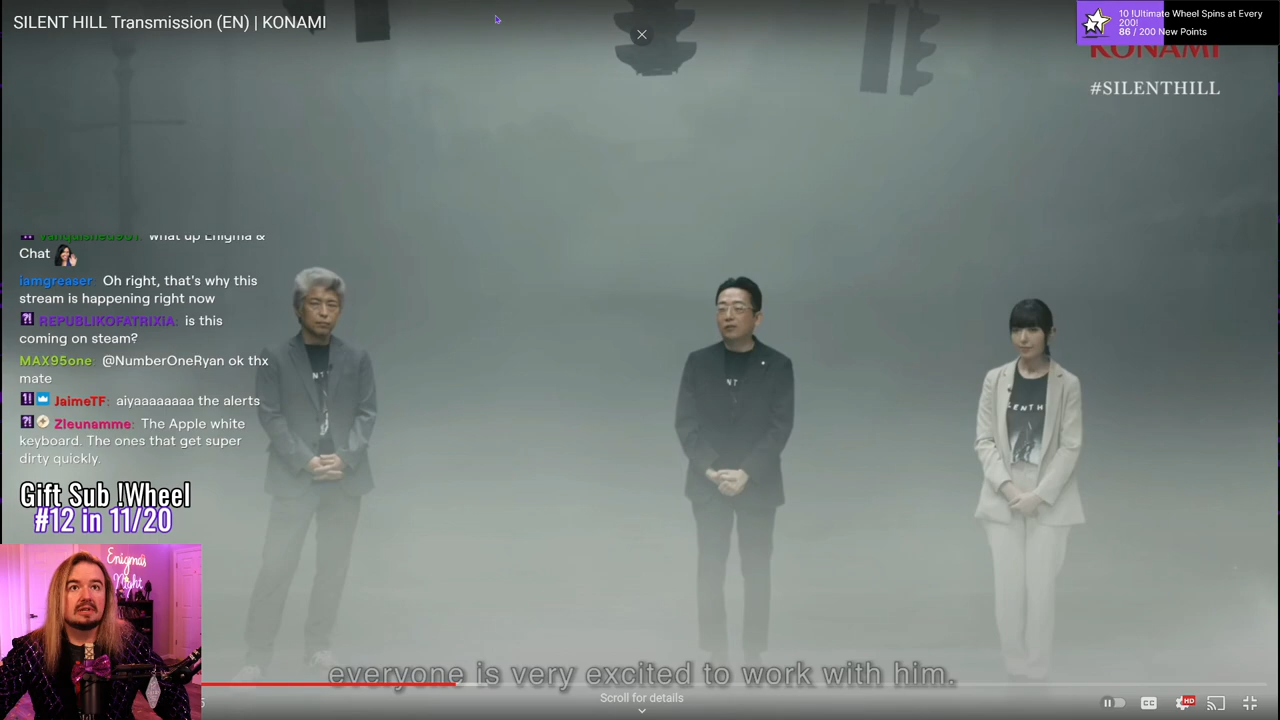 SILENT HILL Transmission (EN) | KONAMI
10 !Ultimate Wheel Spins at Every
200!
86 / 200 New Points
KONAMI
#SILENTHILL
what up Enigma &
Chat
iamgreaser: Oh right, that's why this
stream is happening right now
REPUBLIKOFATRIXIA: is this
coming on steam?
MAX95one: @NumberOneRyan ok thx
mate
JaimeTF: aiyaaaaaaa the alerts
Zleunamme: The Apple white
keyboard. The ones that get super
dirty quickly.
Gift Sub !Wheel
#12 in 11/20
Enigma's
Night
everyone is very excited to work with him.
Scroll for details
CC
HD